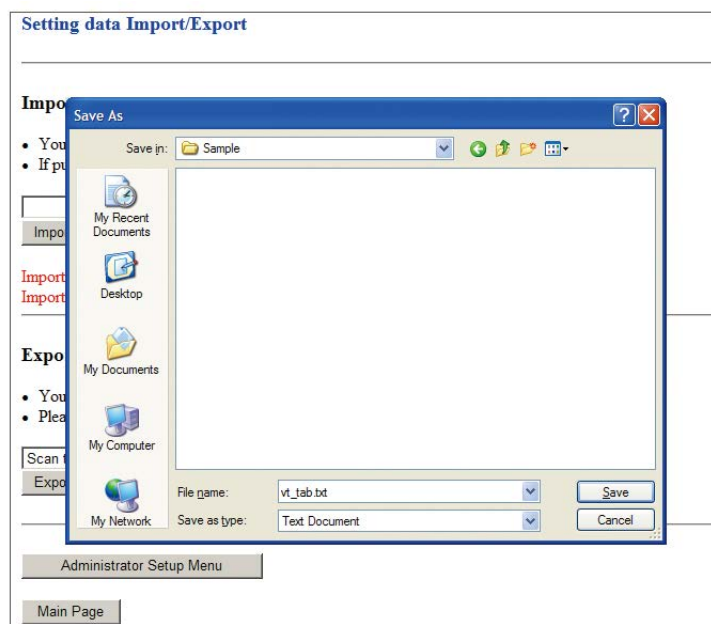 Setting data Import/Export
Impo
Save As
You
If pu
Save in:
Sample
My Recent
Documents
Impo
Desktop
Import
Import
My Documents
Expo
You
Plea
My Computer
Scan
Expo
My Network
File name:
vt_tab.txt
Save
Save as type:
Text Document
Cancel
Administrator Setup Menu
Main Page